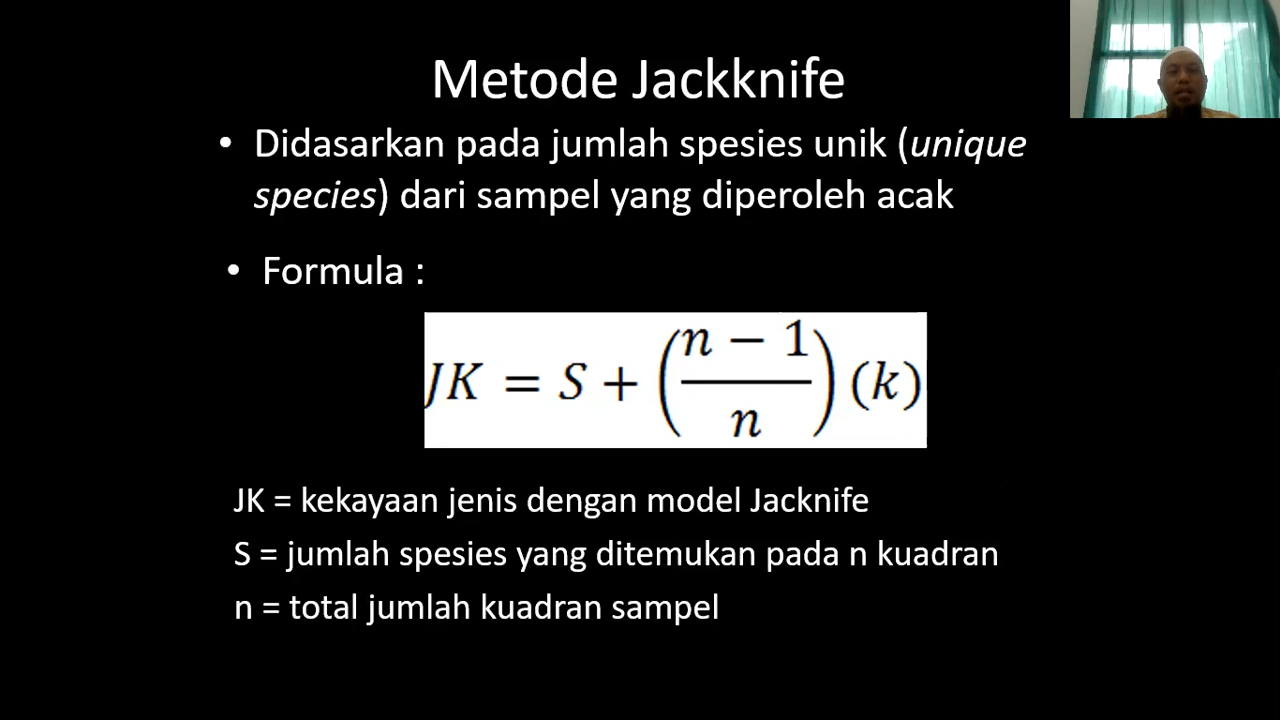 Metode Jackknife
• Didasarkan pada jumlah spesies unik (unique
species) dari sampel yang diperoleh acak
• Formula :
JK = S + ((n − 1)/n) (k)
JK = kekayaan jenis dengan model Jacknife
S = jumlah spesies yang ditemukan pada n kuadran
n = total jumlah kuadran sampel